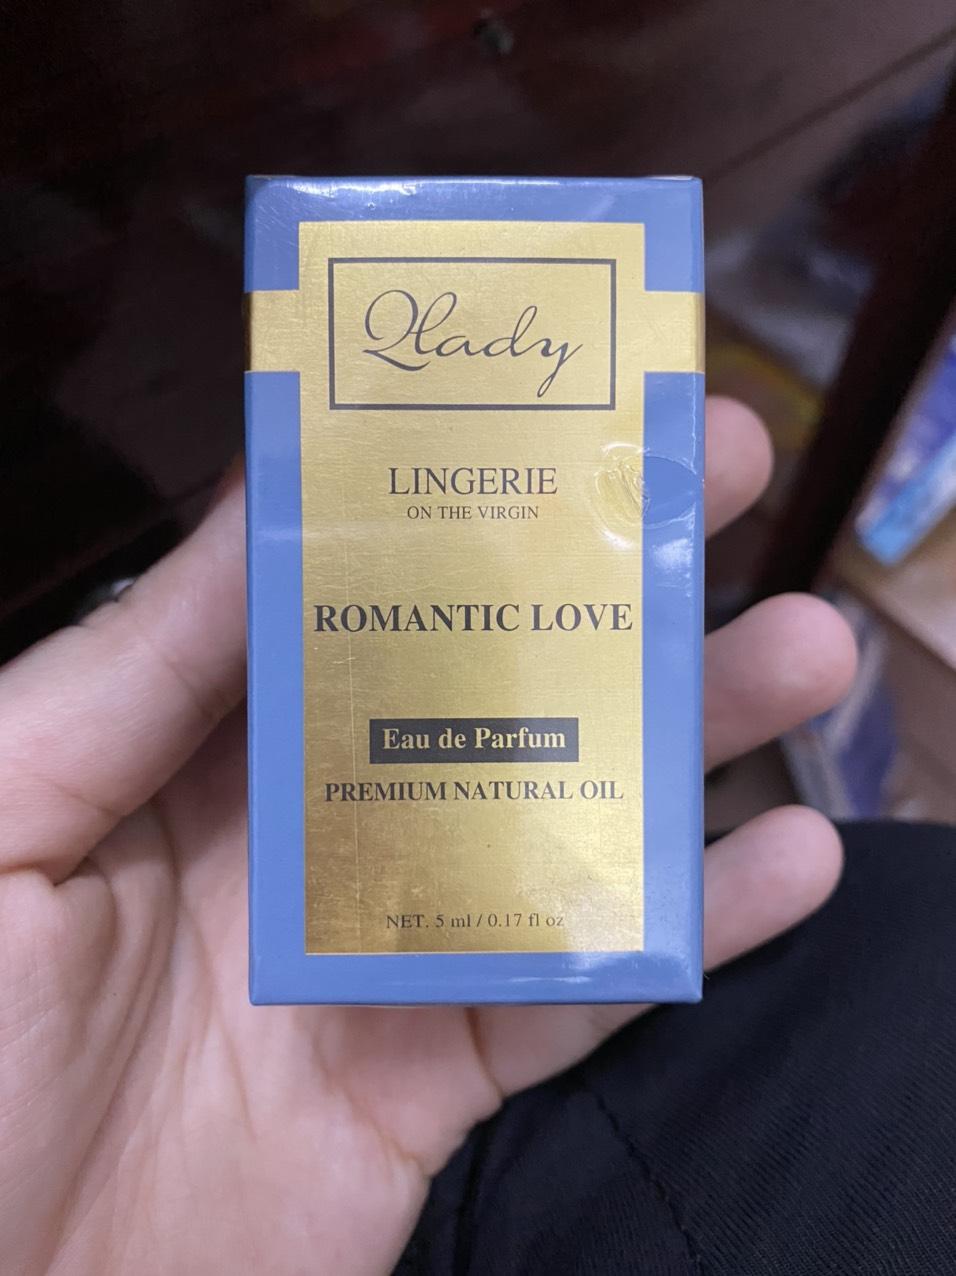 Qlady
LINGERIE
ON THE VIRGIN
ROMANTIC LOVE
Eau de Parfum
PREMIUM NATURAL OIL
NET. 5 ml / 0.17 fl oz